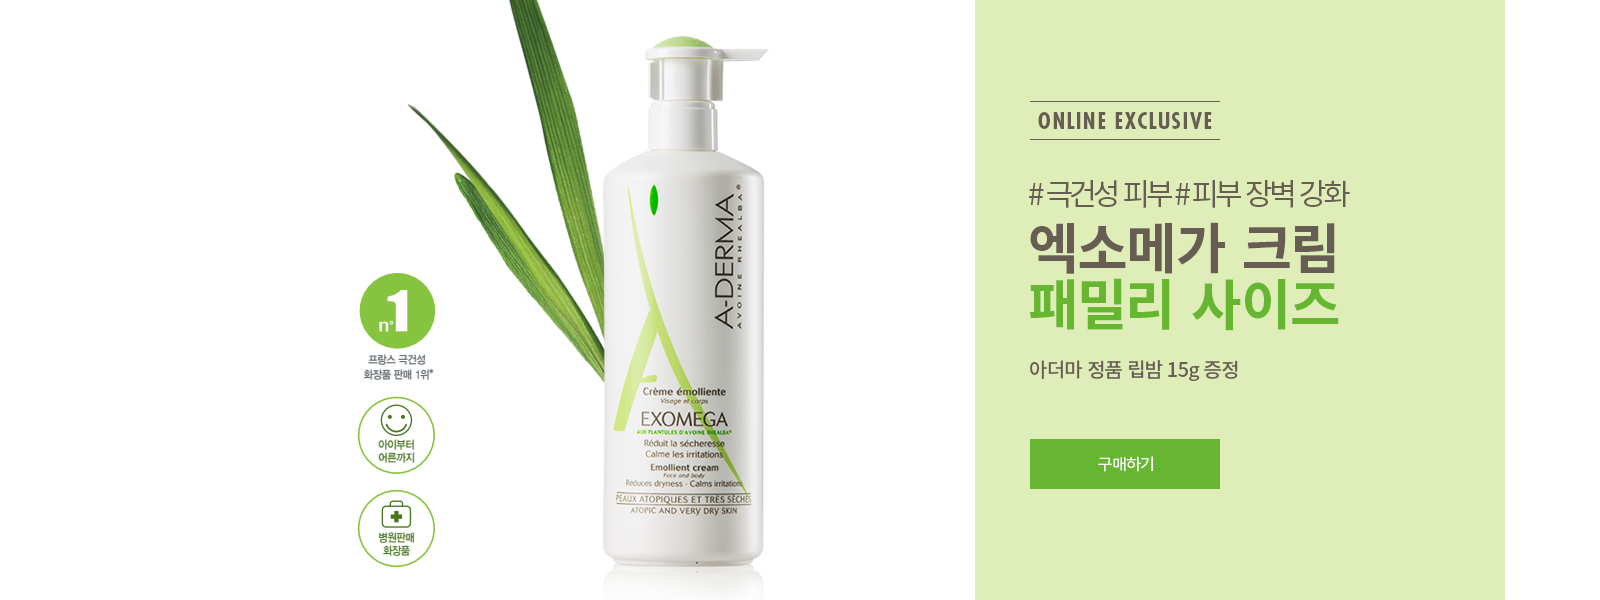 n°1
프랑스 극건성
화장품 판매 1위*
아이부터
어른까지
병원판매
화장품
A-DERMA
AVOINE RHEALBA®
Crème émolliente
Visage et corps
EXOMEGA
AUX PLANTULES D'AVOINE RHEALBA®
Réduit la sécheresse
Calme les irritations
Emollient cream
Face and body
Reduces dryness - Calms irritations
PEAUX ATOPIQUES ET TRÈS SÈCHES
ATOPIC AND VERY DRY SKIN
ONLINE EXCLUSIVE
#극건성 피부 #피부 장벽 강화
엑소메가 크림
패밀리 사이즈
아더마 정품 립밤 15g 증정
구매하기